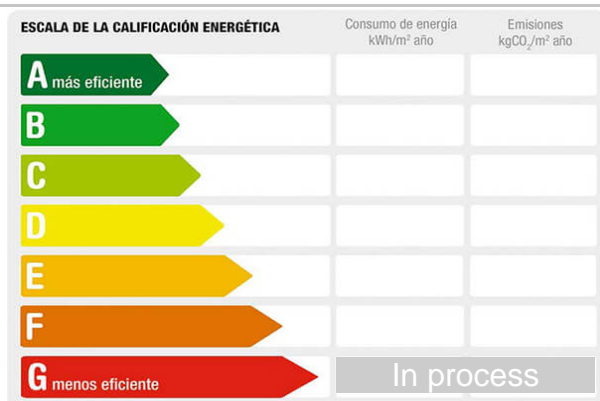 ESCALA DE LA CALIFICACIÓN ENERGÉTICA
Consumo de energía
kWh/m² año
Emisiones
kgCO₂/m² año
A más eficiente
B
C
D
E
F
G menos eficiente
In process